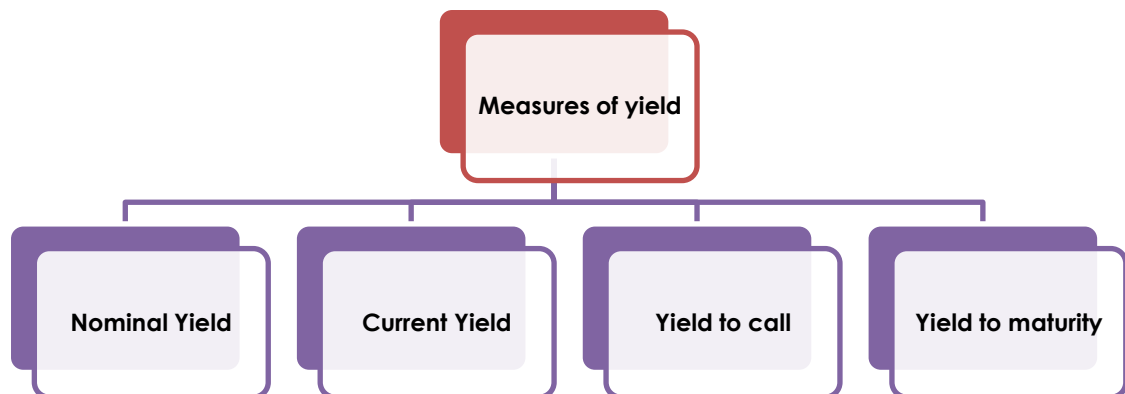 Measures of yield
Nominal Yield
Current Yield
Yield to call
Yield to maturity